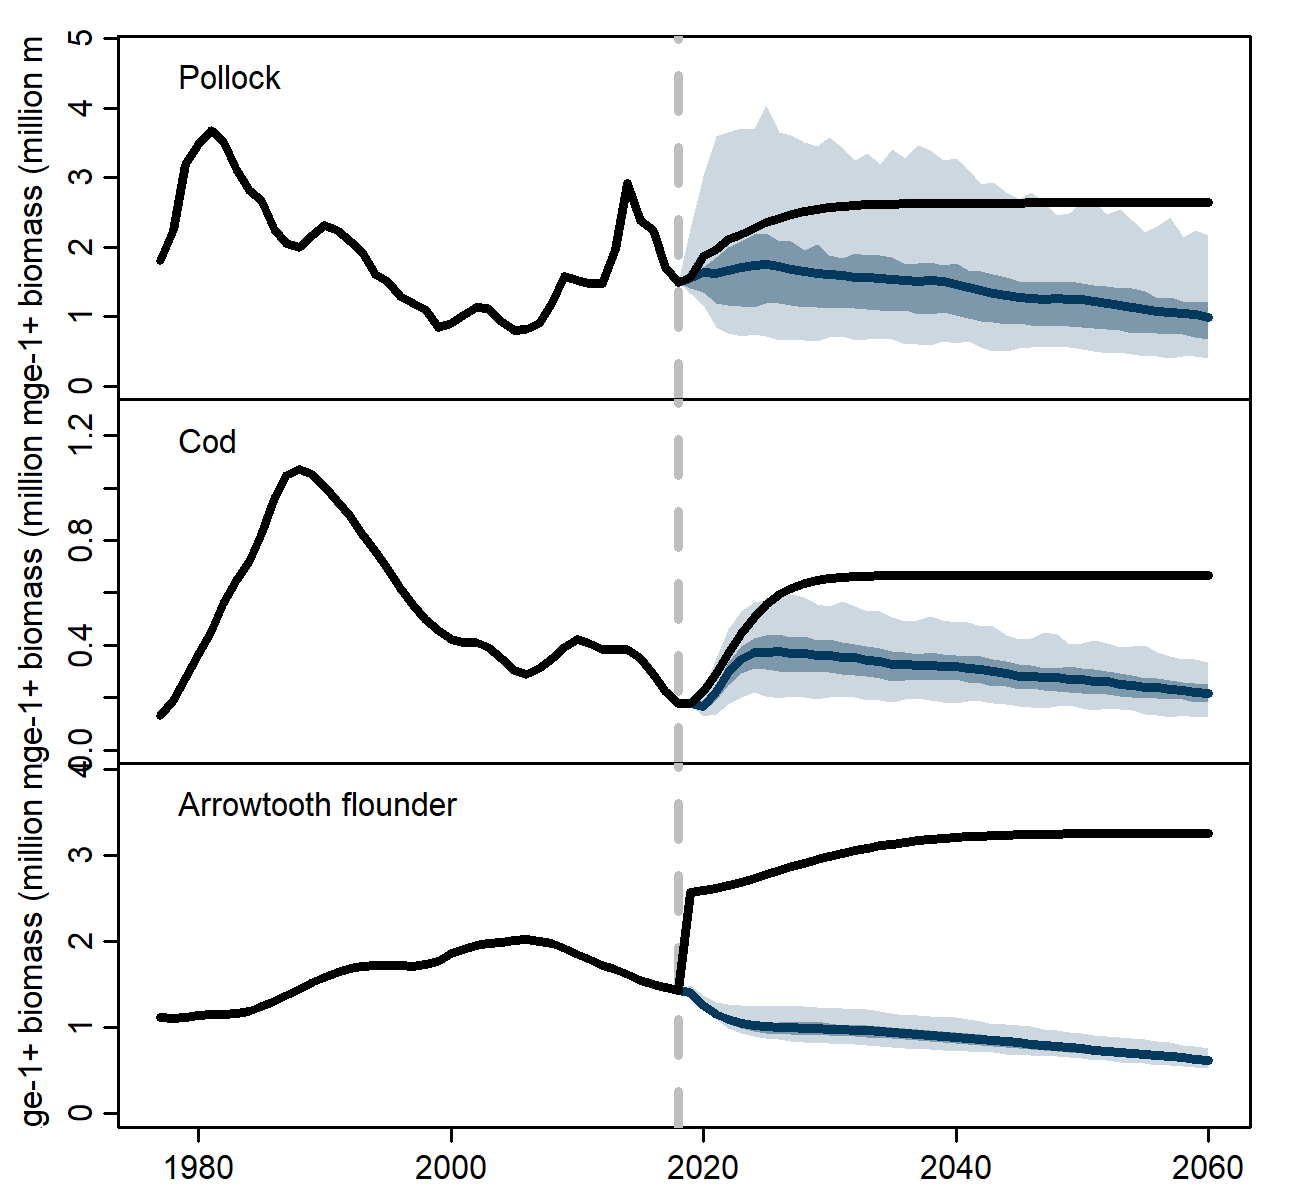 ge-1+ biomass (million m
5
4
3
2
1
0
Pollock
ge-1+ biomass (million m
1.2
0.8
0.4
0.0
Cod
ge-1+ biomass (million m
4
3
2
1
0
Arrowtooth flounder
1980 2000 2020 2040 2060